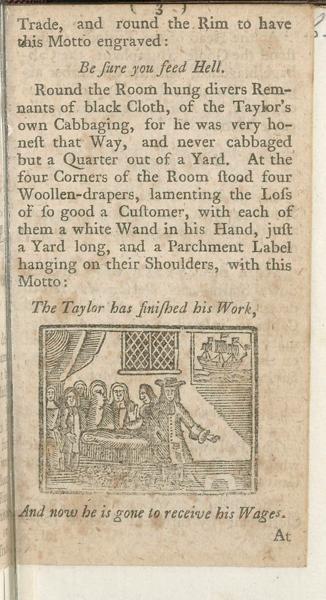 ( 3 )
Trade, and round the Rim to have
this Motto engraved:
Be ſure you feed Hell.
Round the Room hung divers Rem-
nants of black Cloth, of the Taylor's
own Cabbaging, for he was very ho-
neſt that Way, and never cabbaged
but a Quarter out of a Yard. At the
four Corners of the Room ſtood four
Woollen-drapers, lamenting the Loſs
of ſo good a Cuſtomer, with each of
them a white Wand in his Hand, juſt
a Yard long, and a Parchment Label
hanging on their Shoulders, with this
Motto:
The Taylor has finiſhed his Work,
And now he is gone to receive his Wages.
At